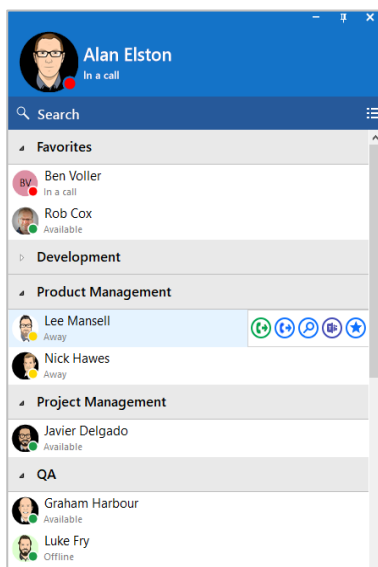 Alan Elston
In a call
Search
Favorites
BV
Ben Voller
In a call
Rob Cox
Available
Development
Product Management
Lee Mansell
Away
Nick Hawes
Away
Project Management
Javier Delgado
Available
QA
Graham Harbour
Available
Luke Fry
Offline